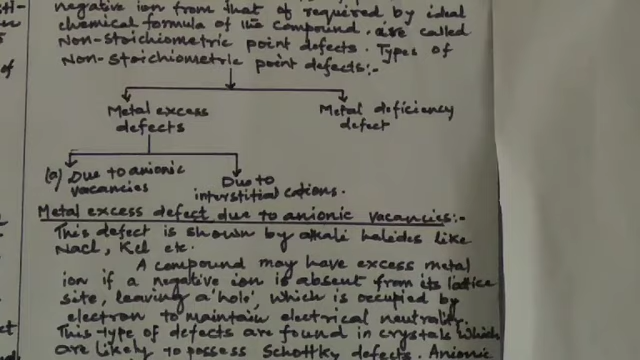 negative ion from that of required by ideal
chemical formula of the compound. are called
Non-stoichiometric point defects. Types of
Non-stoichiometric point defects:-
Metal excess
defects
Metal deficiency
defect
(a) Due to anionic
vacancies
Due to
interstitial cations.
Metal excess defect due to anionic vacancies:-
This defect is shown by alkali halides like
NaCl, KCl etc.
A compound may have excess metal
ion if a negative ion is absent from its lattice
site, leaving a 'hole', which is occupied by
electron to maintain electrical neutrality.
This type of defects are found in crystals which
are likely to possess Schottky defects. Anionic